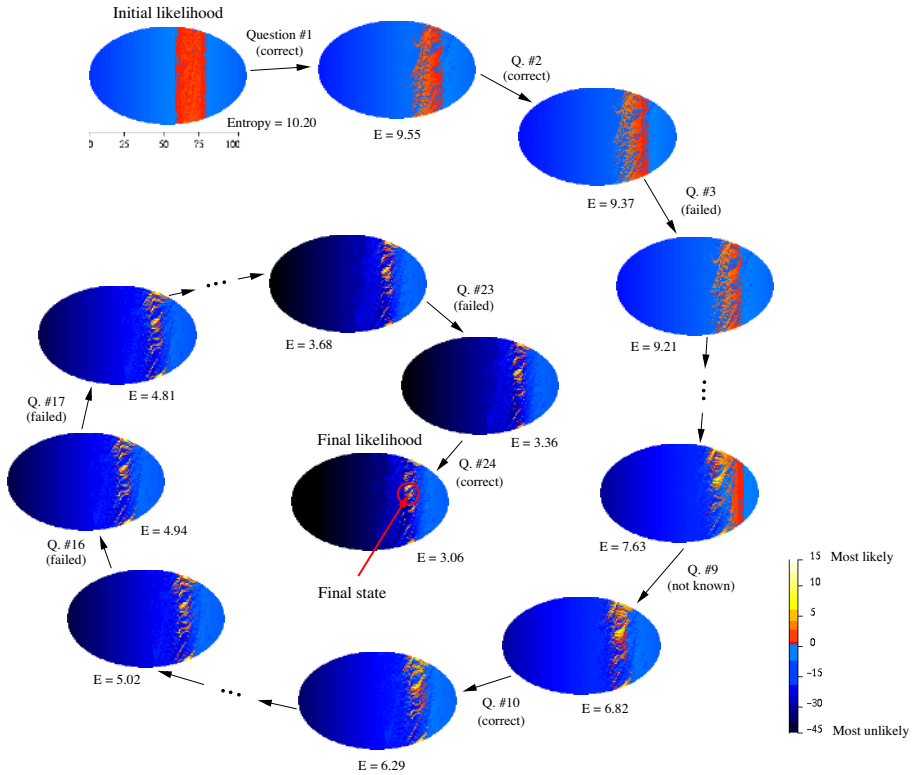 Initial likelihood
Question #1
(correct)
Entropy = 10.20
0 25 50 75 100
E = 9.55
Q. #2
(correct)
E = 9.37
Q. #3
(failed)
E = 9.21
E = 7.63
Q. #9
(not known)
E = 6.82
Q. #10
(correct)
E = 6.29
E = 5.02
Q. #16
(failed)
E = 4.94
Q. #17
(failed)
E = 4.81
E = 3.68
Q. #23
(failed)
E = 3.36
Q. #24
(correct)
Final likelihood
E = 3.06
Final state
15 Most likely
10
5
0
-15
-30
-45 Most unlikely